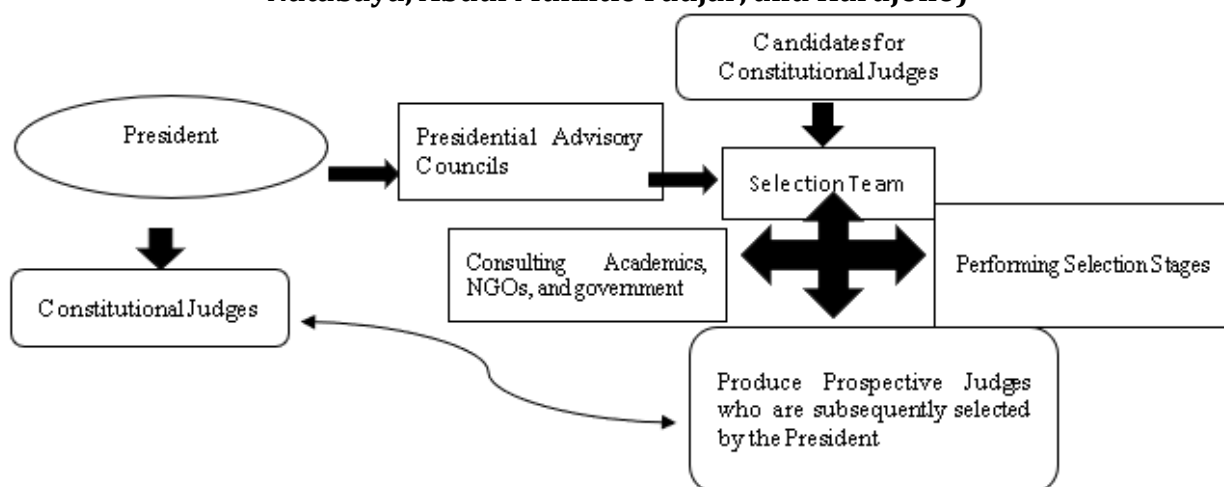 Candidates for
Constitutional Judges
President
Presidential Advisory
Councils
Selection Team
Consulting Academics,
NGOs, and government
Performing Selection Stages
Constitutional Judges
Produce Prospective Judges
who are subsequently selected
by the President